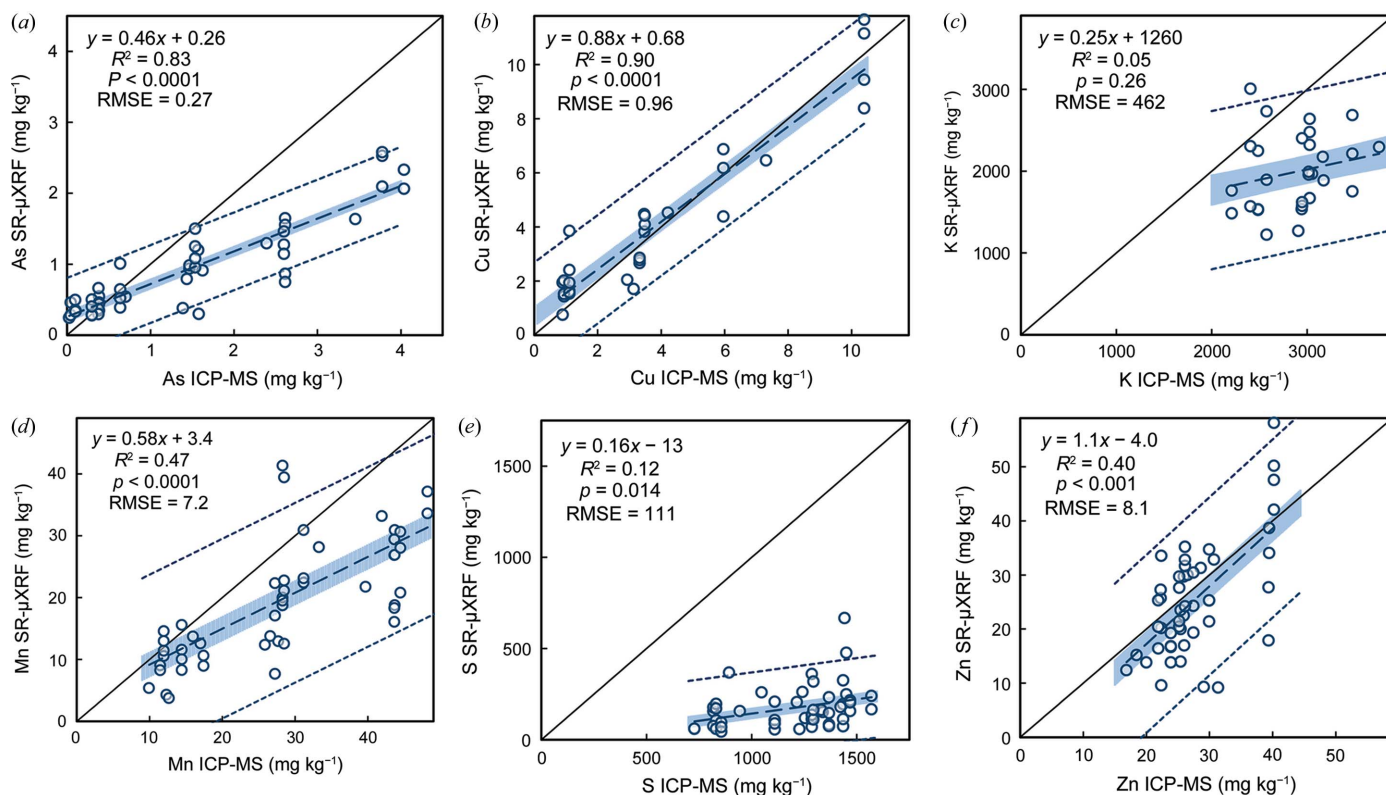 (a)
y = 0.46x + 0.26
R² = 0.83
P < 0.0001
RMSE = 0.27
As SR-µXRF (mg kg⁻¹)
4
3
2
1
0
0 1 2 3 4
As ICP-MS (mg kg⁻¹)
(b)
y = 0.88x + 0.68
R² = 0.90
p < 0.0001
RMSE = 0.96
Cu SR-µXRF (mg kg⁻¹)
10
8
6
4
2
0
0 2 4 6 8 10
Cu ICP-MS (mg kg⁻¹)
(c)
y = 0.25x + 1260
R² = 0.05
p = 0.26
RMSE = 462
K SR-µXRF (mg kg⁻¹)
3000
2000
1000
0
0 1000 2000 3000
K ICP-MS (mg kg⁻¹)
(d)
y = 0.58x + 3.4
R² = 0.47
p < 0.0001
RMSE = 7.2
Mn SR-µXRF (mg kg⁻¹)
40
30
20
10
0
0 10 20 30 40
Mn ICP-MS (mg kg⁻¹)
(e)
y = 0.16x − 13
R² = 0.12
p = 0.014
RMSE = 111
S SR-µXRF (mg kg⁻¹)
1500
1000
500
0
0 500 1000 1500
S ICP-MS (mg kg⁻¹)
(f)
y = 1.1x − 4.0
R² = 0.40
p < 0.001
RMSE = 8.1
Zn SR-µXRF (mg kg⁻¹)
50
40
30
20
10
0
0 10 20 30 40 50
Zn ICP-MS (mg kg⁻¹)